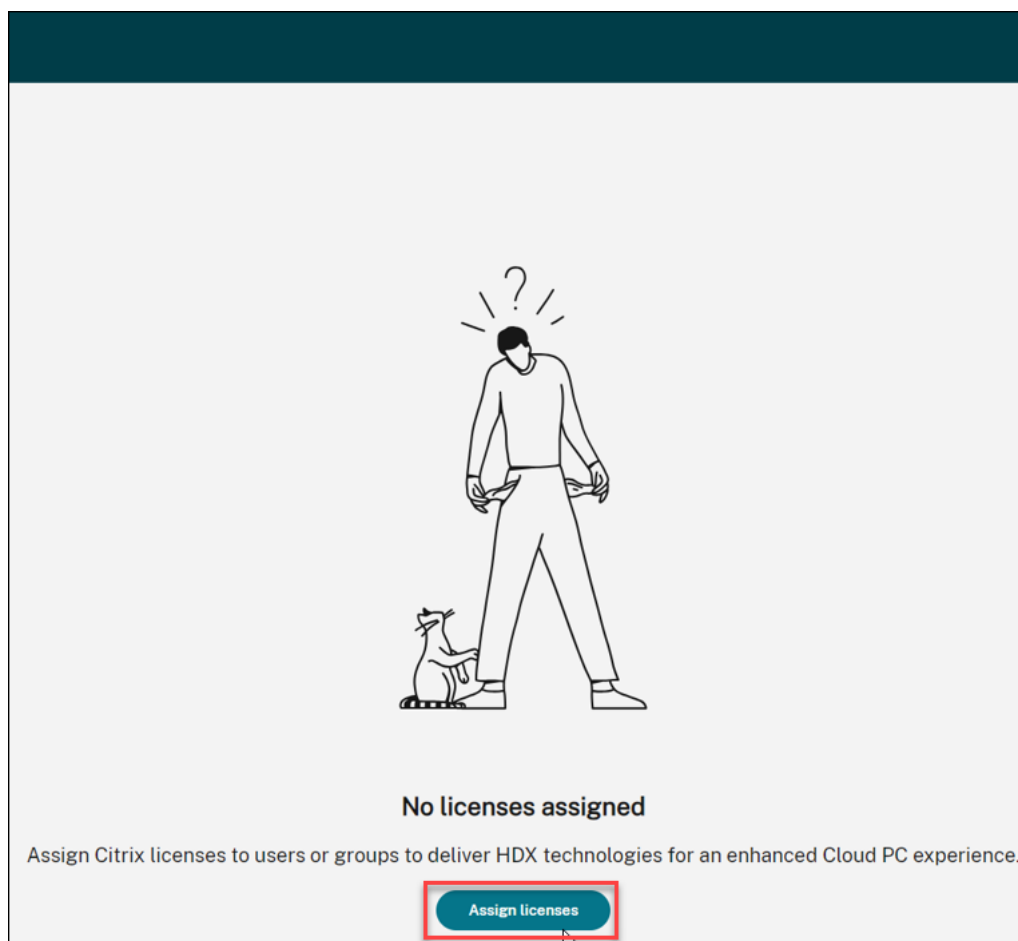 ?
No licenses assigned
Assign Citrix licenses to users or groups to deliver HDX technologies for an enhanced Cloud PC experience.
Assign licenses